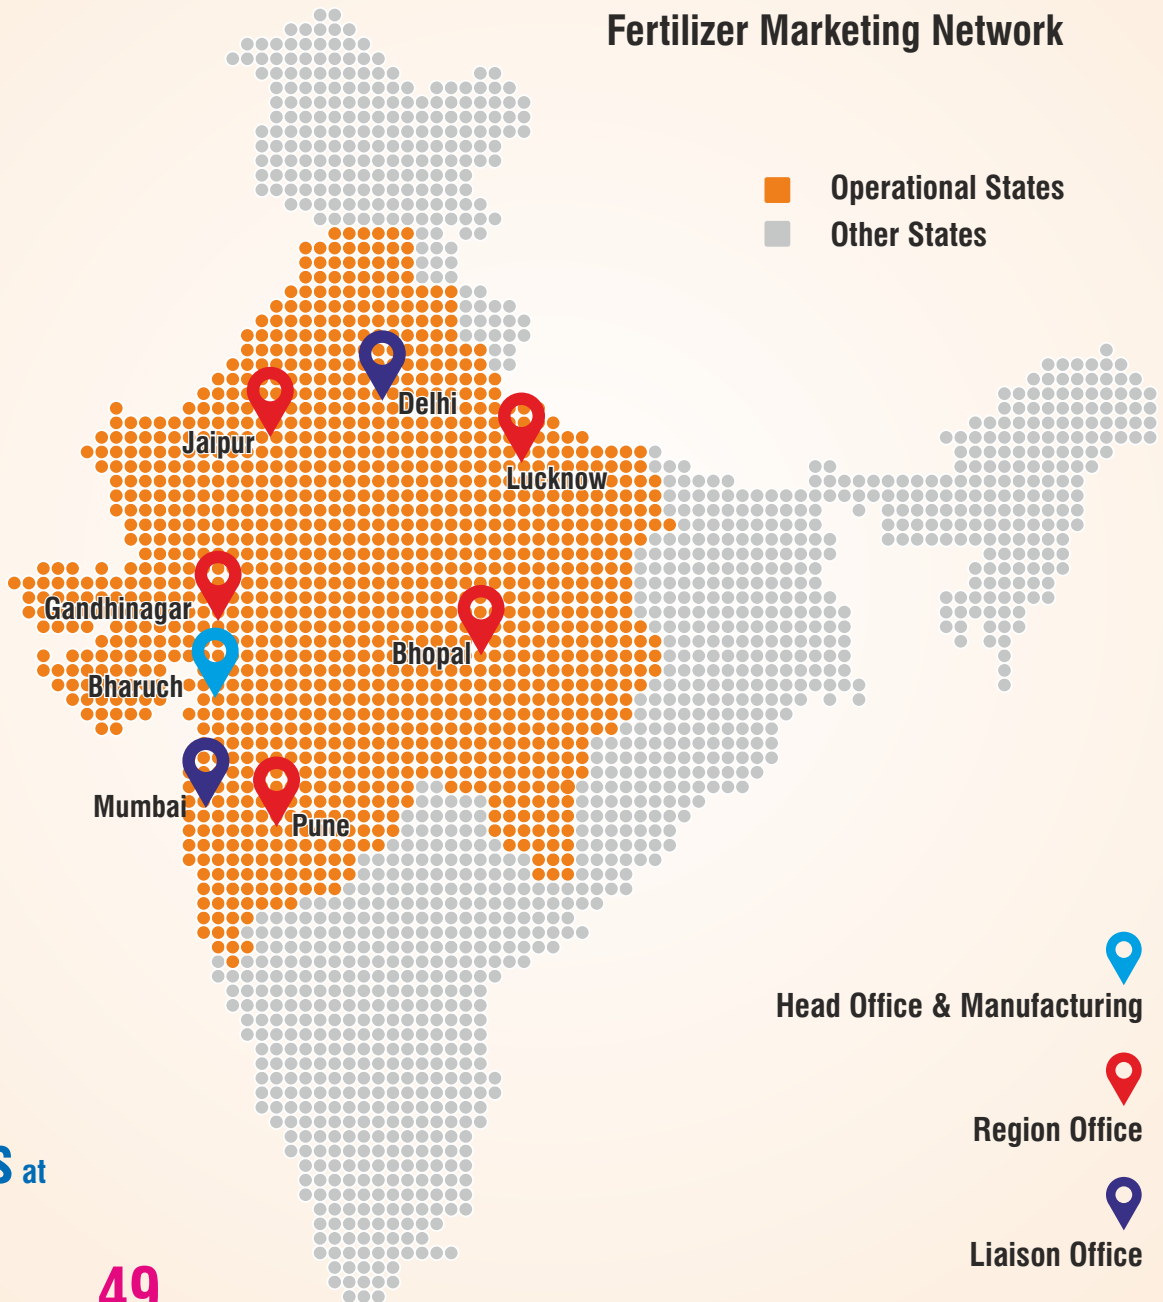 Fertilizer Marketing Network
Operational States
Other States
Delhi
Jaipur
Lucknow
Gandhinagar
Bhopal
Bharuch
Mumbai
Pune
Head Office & Manufacturing
Region Office
s at
Liaison Office
49